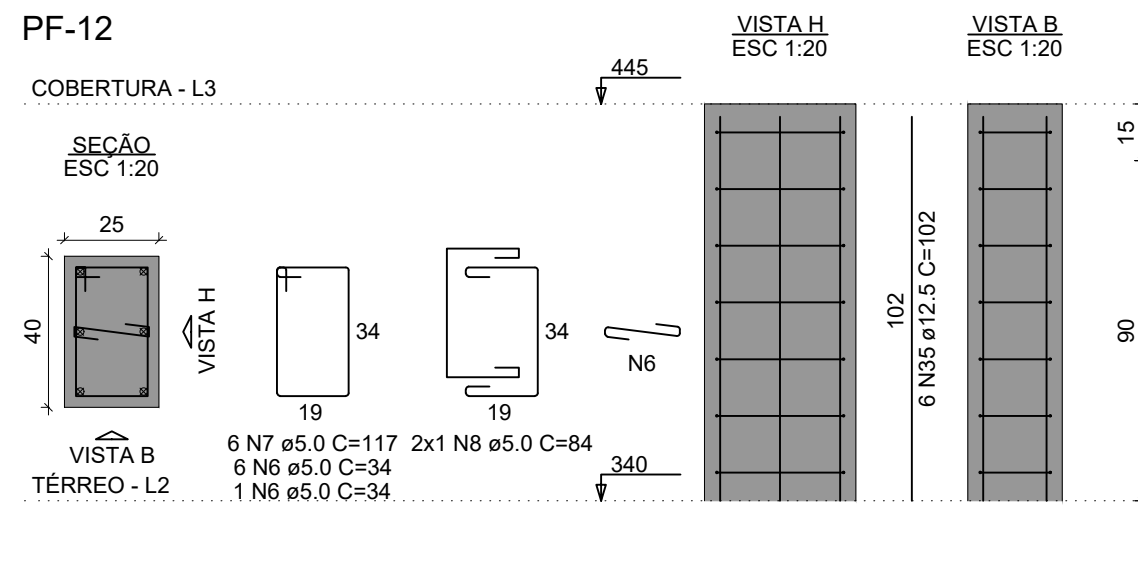 PF-12
VISTA H
ESC 1:20
VISTA B
ESC 1:20
COBERTURA - L3
445
SEÇÃO
ESC 1:20
25
40
VISTA H
VISTA B
TÉRREO - L2
34
19
6 N7 ø5.0 C=117
6 N6 ø5.0 C=34
1 N6 ø5.0 C=34
34
19
2x1 N8 ø5.0 C=84
N6
340
102
6 N35 ø12.5 C=102
15
90